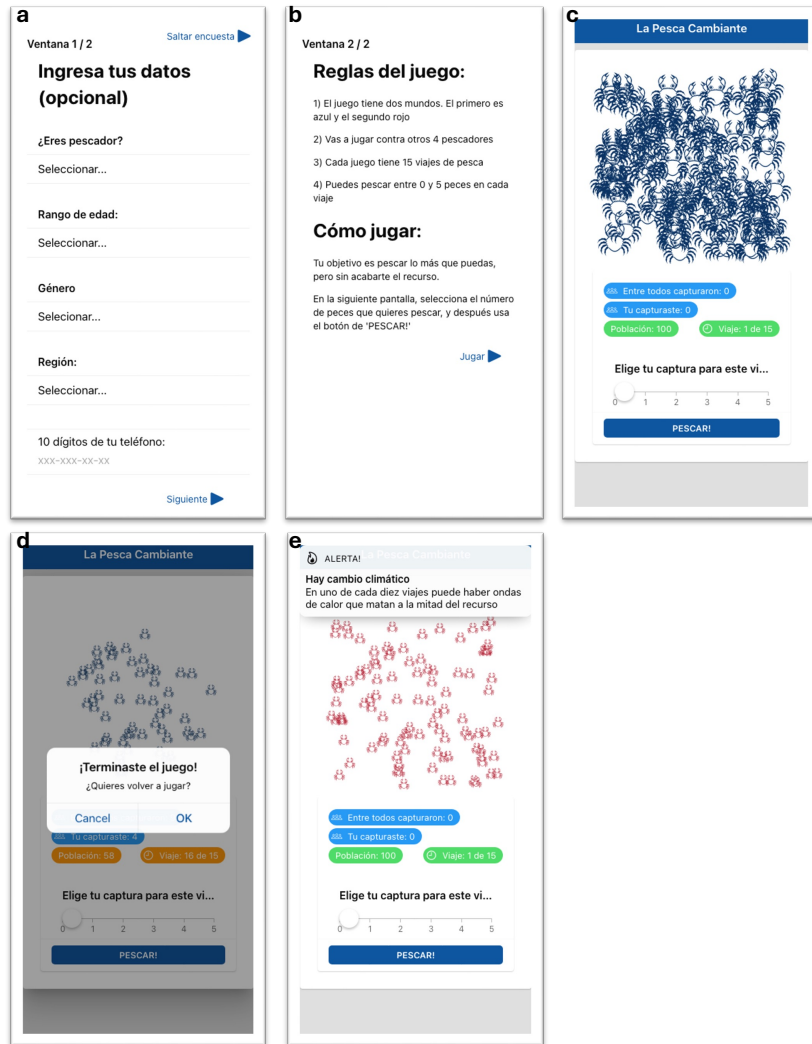 a
Ventana 1 / 2
Saltar encuesta
Ingresa tus datos
(opcional)
¿Eres pescador?
Seleccionar...
Rango de edad:
Seleccionar...
Género
Selecionar...
Región:
Seleccionar...
10 dígitos de tu teléfono:
xxx-xxx-xx-xx
Siguiente
b
Ventana 2 / 2
Reglas del juego:
1) El juego tiene dos mundos. El primero es
azul y el segundo rojo
2) Vas a jugar contra otros 4 pescadores
3) Cada juego tiene 15 viajes de pesca
4) Puedes pescar entre 0 y 5 peces en cada
viaje
Cómo jugar:
Tu objetivo es pescar lo más que puedas,
pero sin acabarte el recurso.
En la siguiente pantalla, selecciona el número
de peces que quieres pescar, y después usa
el botón de 'PESCAR!'
Jugar
c
La Pesca Cambiante
Entre todos capturaron: 0
Tu capturaste: 0
Población: 100
Viaje: 1 de 15
Elige tu captura para este vi...
0 1 2 3 4 5
PESCAR!
d
La Pesca Cambiante
¡Terminaste el juego!
¿Quieres volver a jugar?
Cancel
OK
Tu capturaste: 4
Población: 58
Viaje: 16 de 15
Elige tu captura para este vi...
0 1 2 3 4 5
PESCAR!
e
La Pesca Cambiante
ALERTA!
Hay cambio climático
En uno de cada diez viajes puede haber ondas
de calor que matan a la mitad del recurso
Entre todos capturaron: 0
Tu capturaste: 0
Población: 100
Viaje: 1 de 15
Elige tu captura para este vi...
0 1 2 3 4 5
PESCAR!